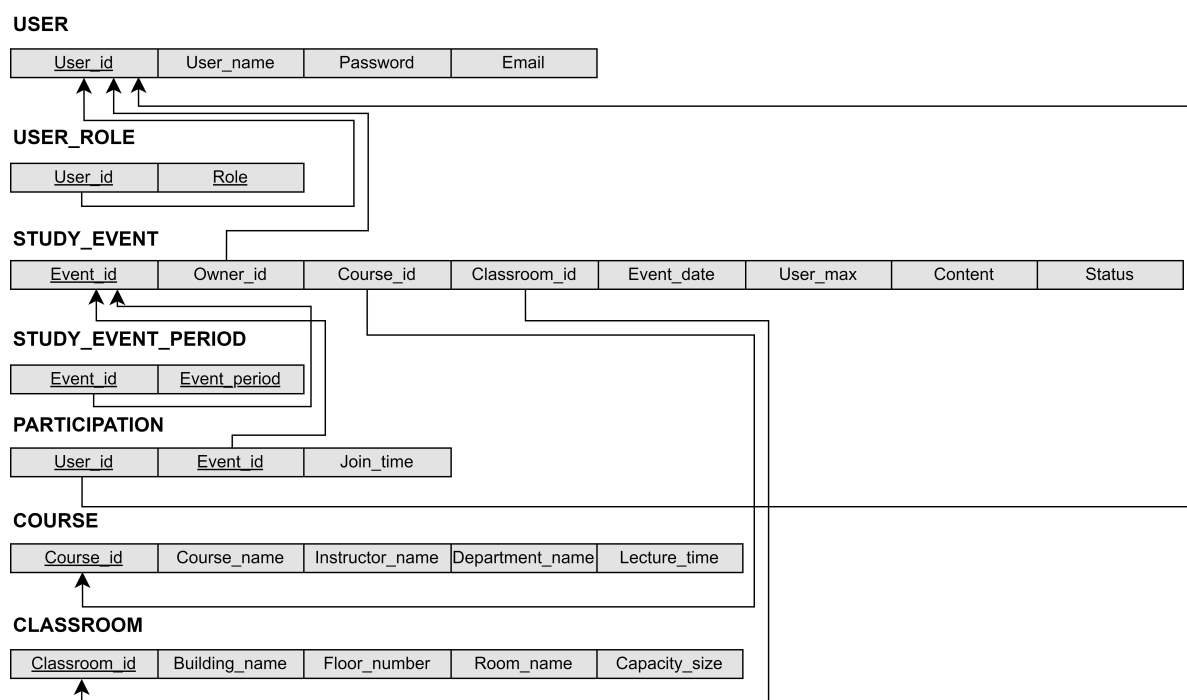 USER
User_id User_name Password Email
USER_ROLE
User_id Role
STUDY_EVENT
Event_id Owner_id Course_id Classroom_id Event_date User_max Content Status
STUDY_EVENT_PERIOD
Event_id Event_period
PARTICIPATION
User_id Event_id Join_time
COURSE
Course_id Course_name Instructor_name Department_name Lecture_time
CLASSROOM
Classroom_id Building_name Floor_number Room_name Capacity_size